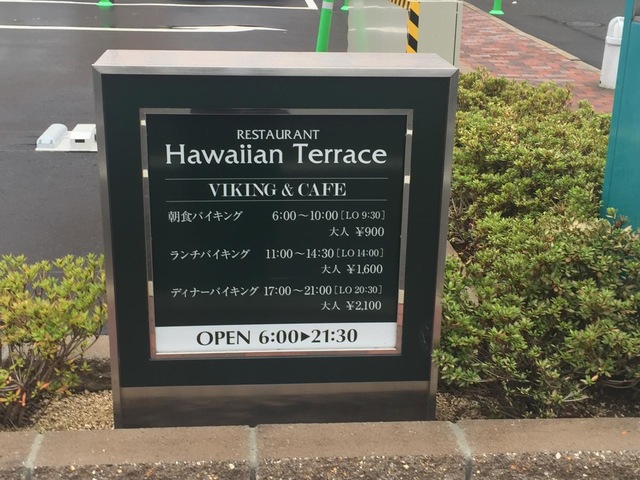 RESTAURANT
Hawaiian Terrace
VIKING & CAFE
朝食バイキング 6:00〜10:00 [LO 9:30]
大人 ¥900
ランチバイキング 11:00〜14:30 [LO 14:00]
大人 ¥1,600
ディナーバイキング 17:00〜21:00 [LO 20:30]
大人 ¥2,100
OPEN 6:00▶21:30